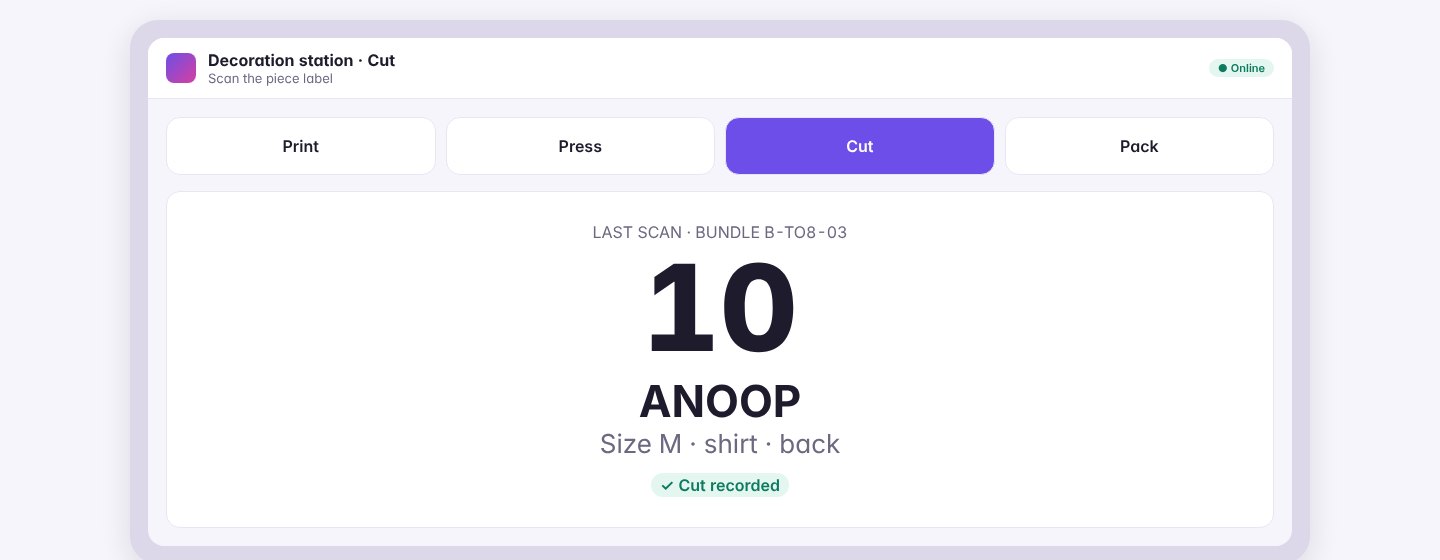 Decoration station · Cut
Scan the piece label
● Online
Print
Press
Cut
Pack
LAST SCAN · BUNDLE B-TO8-03
10
ANOOP
Size M · shirt · back
✓ Cut recorded